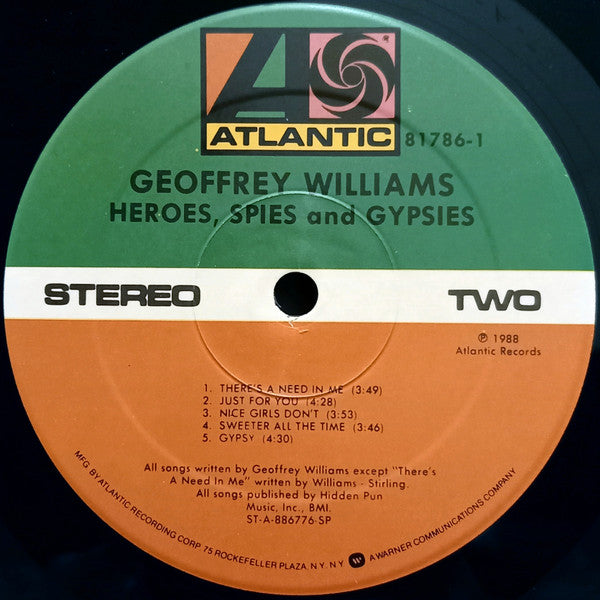 ATLANTIC
81786-1
GEOFFREY WILLIAMS
HEROES, SPIES and GYPSIES
STEREO
TWO
℗ 1988
Atlantic Records
1. THERE'S A NEED IN ME (3:49)
2. JUST FOR YOU (4:28)
3. NICE GIRLS DON'T (3:53)
4. SWEETER ALL THE TIME (3:46)
5. GYPSY (4:30)
All songs written by Geoffrey Williams except "There's
A Need In Me" written by Williams - Stirling.
All songs published by Hidden Pun
Music, Inc., BMI.
ST-A-886776-SP
MFG. BY ATLANTIC RECORDING CORP. 75 ROCKEFELLER PLAZA, N.Y. N.Y. A WARNER COMMUNICATIONS COMPANY